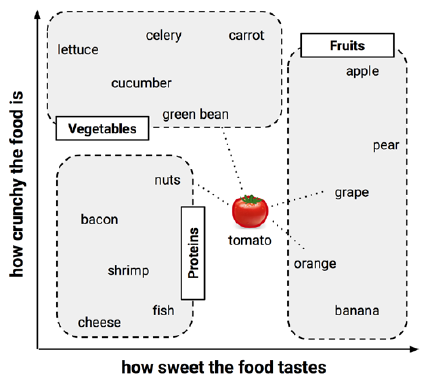 lettuce
celery
carrot
Fruits
apple
cucumber
green bean
Vegetables
pear
nuts
grape
bacon
tomato
Proteins
shrimp
orange
fish
banana
cheese
how crunchy the food is
how sweet the food tastes